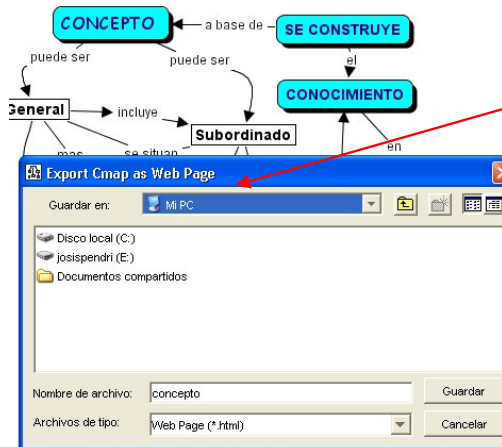 CONCEPTO
a base de
SE CONSTRUYE
puede ser
puede ser
el
General
incluye
CONOCIMIENTO
Subordinado
mas
se situan
en
Export Cmap as Web Page
Guardar en:
Mi PC
Disco local (C:)
josispendri (E:)
Documentos compartidos
Nombre de archivo:
concepto
Guardar
Archivos de tipo:
Web Page (*.html)
Cancelar